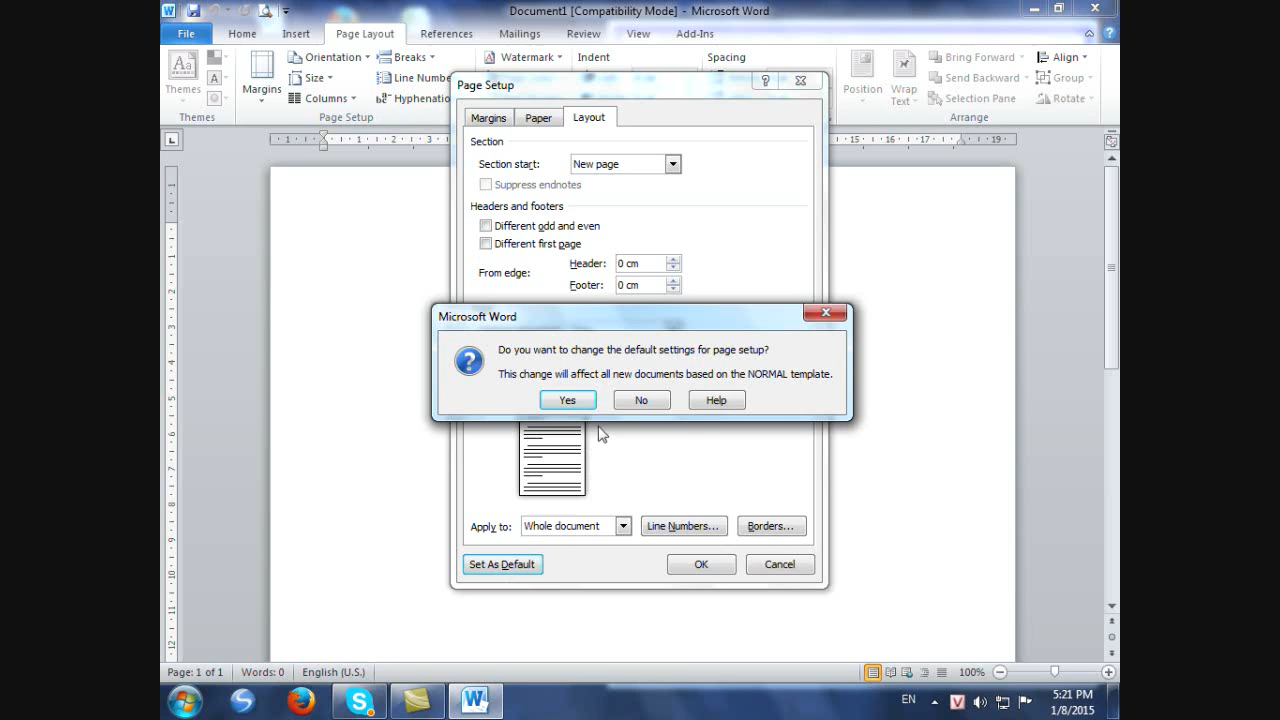 Document1 [Compatibility Mode] - Microsoft Word
File Home Insert Page Layout References Mailings Review View Add-Ins
Orientation Breaks Watermark Indent Spacing Bring Forward Align
Size Line Numbe Send Backward Group
Themes Margins Columns Hyphenatio Position Wrap Text Selection Pane Rotate
Themes Page Setup Arrange
Page Setup
Margins Paper Layout
Section
Section start: New page
Suppress endnotes
Headers and footers
Different odd and even
Different first page
From edge: Header: 0 cm
Footer: 0 cm
Microsoft Word
Do you want to change the default settings for page setup?
This change will affect all new documents based on the NORMAL template.
Yes No Help
Apply to: Whole document Line Numbers... Borders...
Set As Default OK Cancel
Page: 1 of 1 Words: 0 English (U.S.) 100%
EN 5:21 PM
1/8/2015